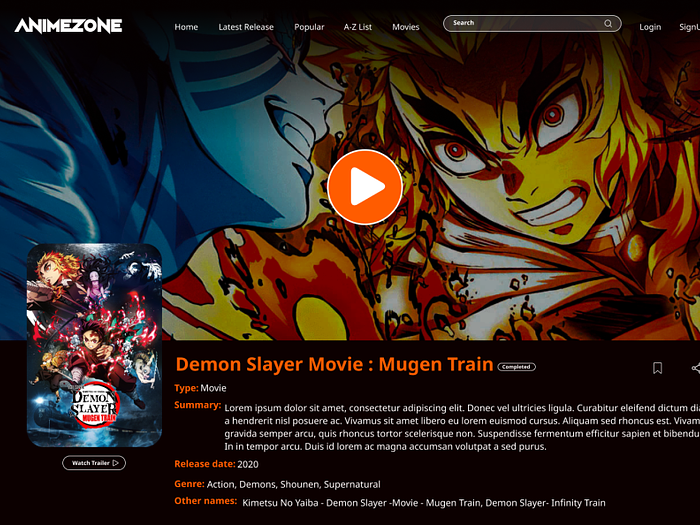 ANIMEZONE
Home Latest Release Popular A-Z List Movies Search Login
DEMON
SLAYER
MUGEN TRAIN
Demon Slayer Movie : Mugen Train Completed
Type: Movie
Summary: Lorem ipsum dolor sit amet, consectetur adipiscing elit. Donec vel ultricies ligula. Curabitur eleifend dictum
a hendrerit nisl posuere ac. Vivamus sit amet libero eu lorem euismod cursus. Aliquam sed rhoncus est.
gravida semper arcu, quis rhoncus tortor scelerisque non. Suspendisse fermentum efficitur sapien et
In in tempor arcu. Duis id lorem ac magna accumsan volutpat a sed purus.
Watch Trailer
Release date: 2020
Genre: Action, Demons, Shounen, Supernatural
Other names: Kimetsu No Yaiba - Demon Slayer -Movie - Mugen Train, Demon Slayer- Infinity Train